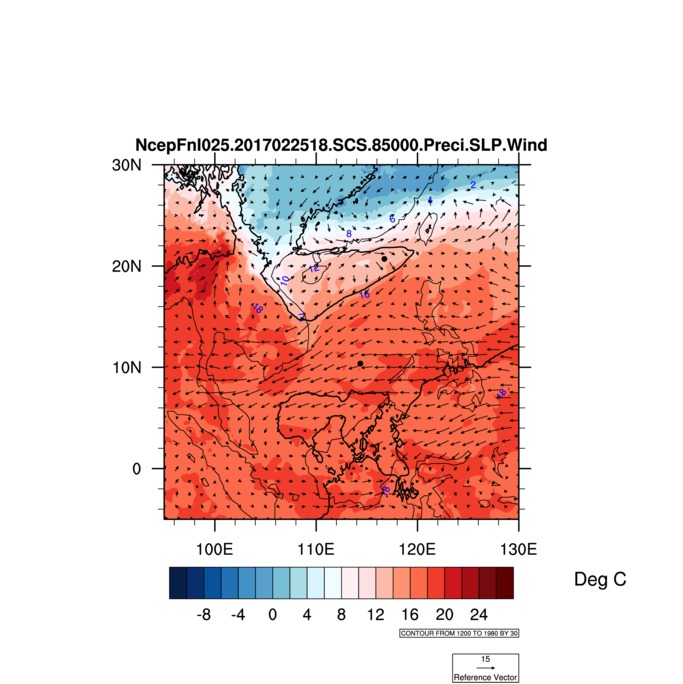 NcepFnl025.2017022518.SCS.85000.Preci.SLP.Wind
30N
20N
10N
0
2
4
6
8
10
12
16
18
18
100E 110E 120E 130E
-8 -4 0 4 8 12 16 20 24
Deg C
CONTOUR FROM 1200 TO 1980 BY 30
15
Reference Vector